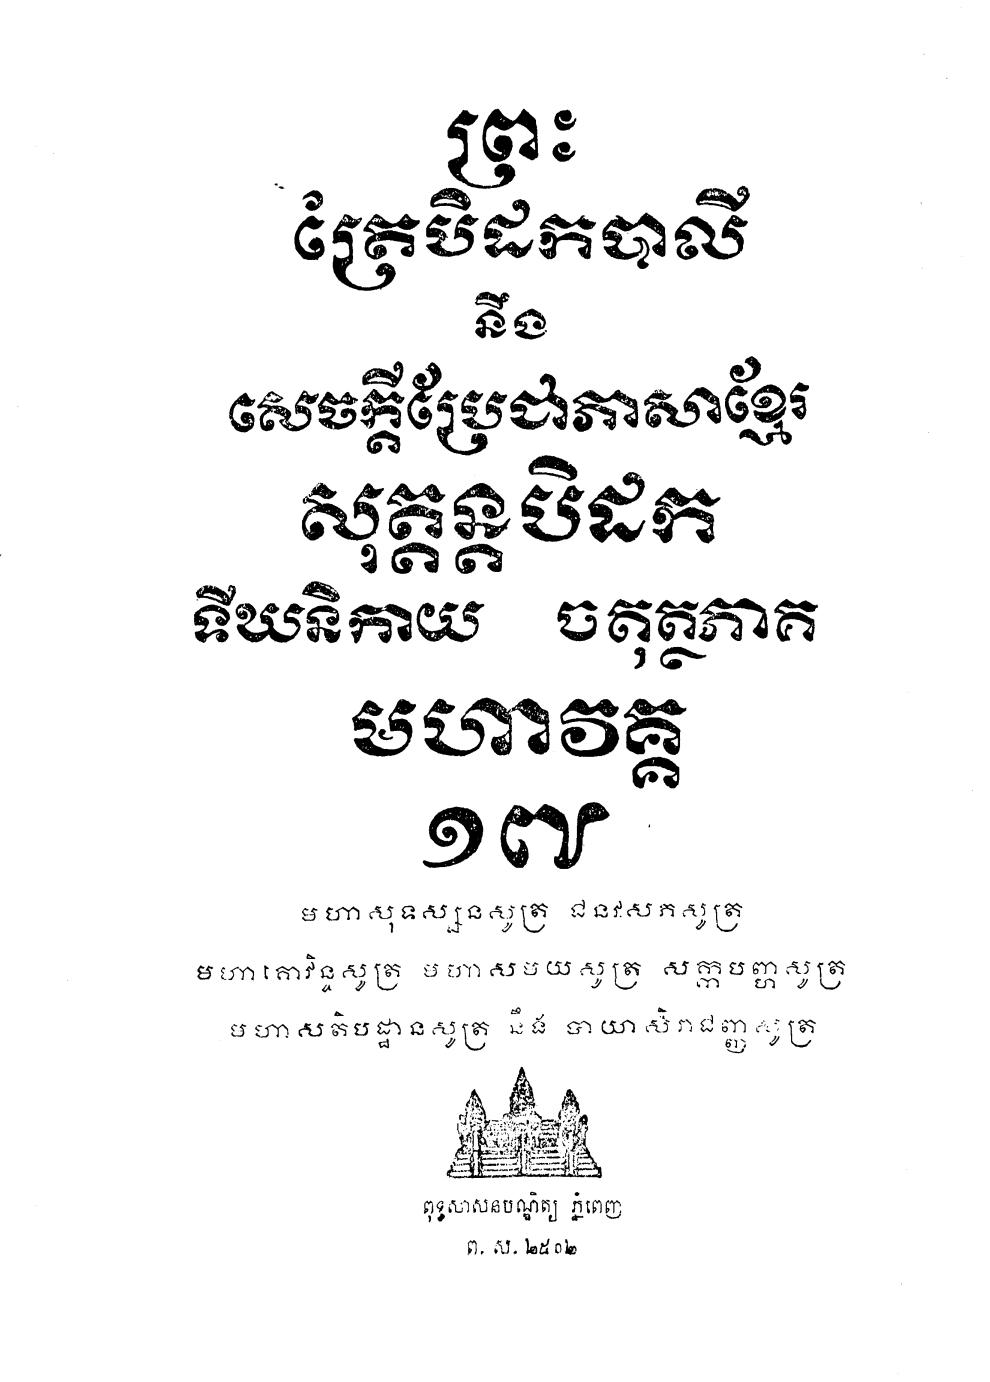 ព្រះ
ត្រៃបិដកបាលី
នឹង
សេចក្ដីប្រែជាភាសាខ្មែរ
សុត្តន្តបិដក
ទីឃនិកាយ ចតុត្ថភាគ
មហាវគ្គ
១៧
មហាសុទស្សនសូត្រ ជនវសភសូត្រ
មហាគោវិន្ទសូត្រ មហាសមយសូត្រ សក្កបញ្ហសូត្រ
មហាសតិបដ្ឋានសូត្រ នឹង បាយាសិរាជញ្ញសូត្រ
ពុទ្ធសាសនបណ្ឌិត្យ ភ្នំពេញ
ព. ស. ២៥០២